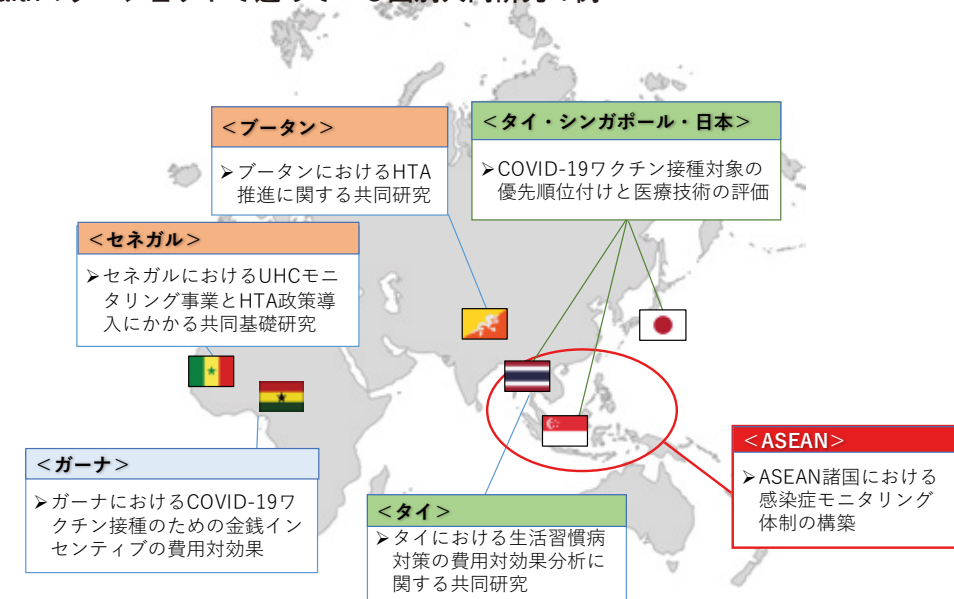 <ブータン>
➢ブータンにおけるHTA
推進に関する共同研究
<タイ・シンガポール・日本>
➢COVID-19ワクチン接種対象の
優先順位付けと医療技術の評価
<セネガル>
➢セネガルにおけるUHCモニ
タリング事業とHTA政策導
入にかかる共同基礎研究
<ガーナ>
➢ガーナにおけるCOVID-19ワ
クチン接種のための金銭イン
センティブの費用対効果
<タイ>
➢タイにおける生活習慣病
対策の費用対効果分析に
関する共同研究
<ASEAN>
➢ASEAN諸国における
感染症モニタリング
体制の構築